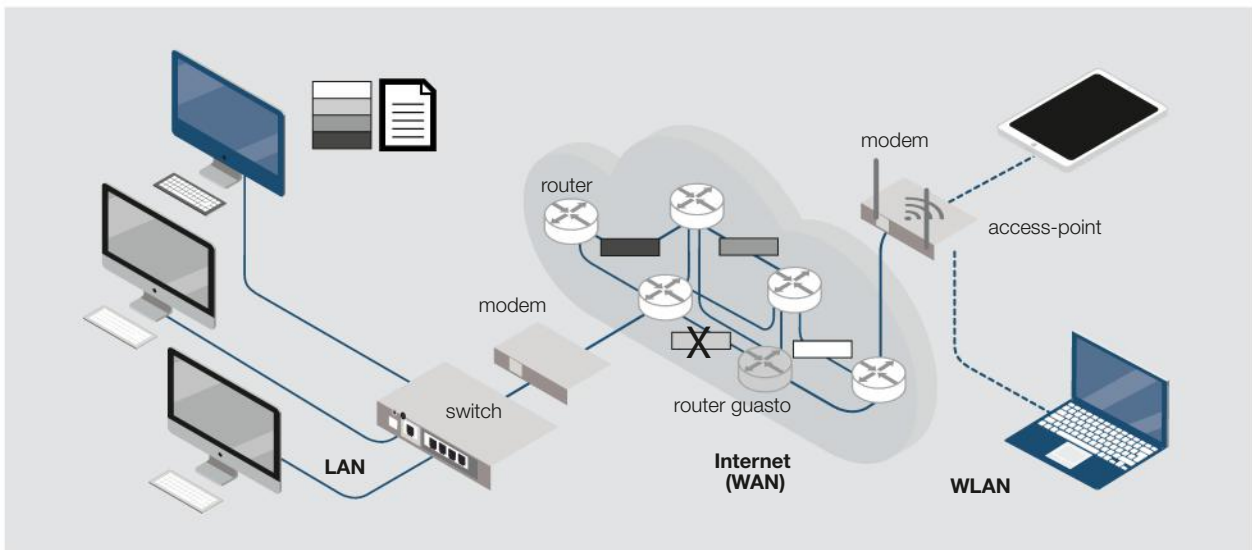 modem
router
access-point
modem
X
switch
router guasto
LAN
Internet
(WAN)
WLAN